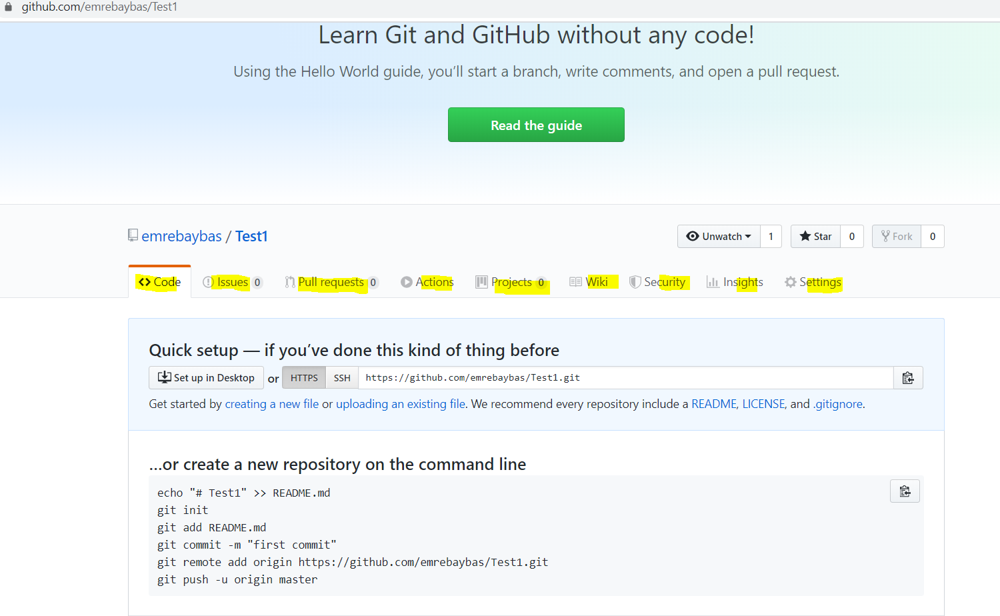 github.com/emrebaybas/Test1
Learn Git and GitHub without any code!
Using the Hello World guide, you’ll start a branch, write comments, and open a pull request.
Read the guide
emrebaybas / Test1
Unwatch 1 Star 0 Fork 0
Code Issues 0 Pull requests 0 Actions Projects 0 Wiki Security Insights Settings
Quick setup — if you’ve done this kind of thing before
Set up in Desktop or HTTPS SSH https://github.com/emrebaybas/Test1.git
Get started by creating a new file or uploading an existing file. We recommend every repository include a README, LICENSE, and .gitignore.
…or create a new repository on the command line
echo "# Test1" >> README.md
git init
git add README.md
git commit -m "first commit"
git remote add origin https://github.com/emrebaybas/Test1.git
git push -u origin master